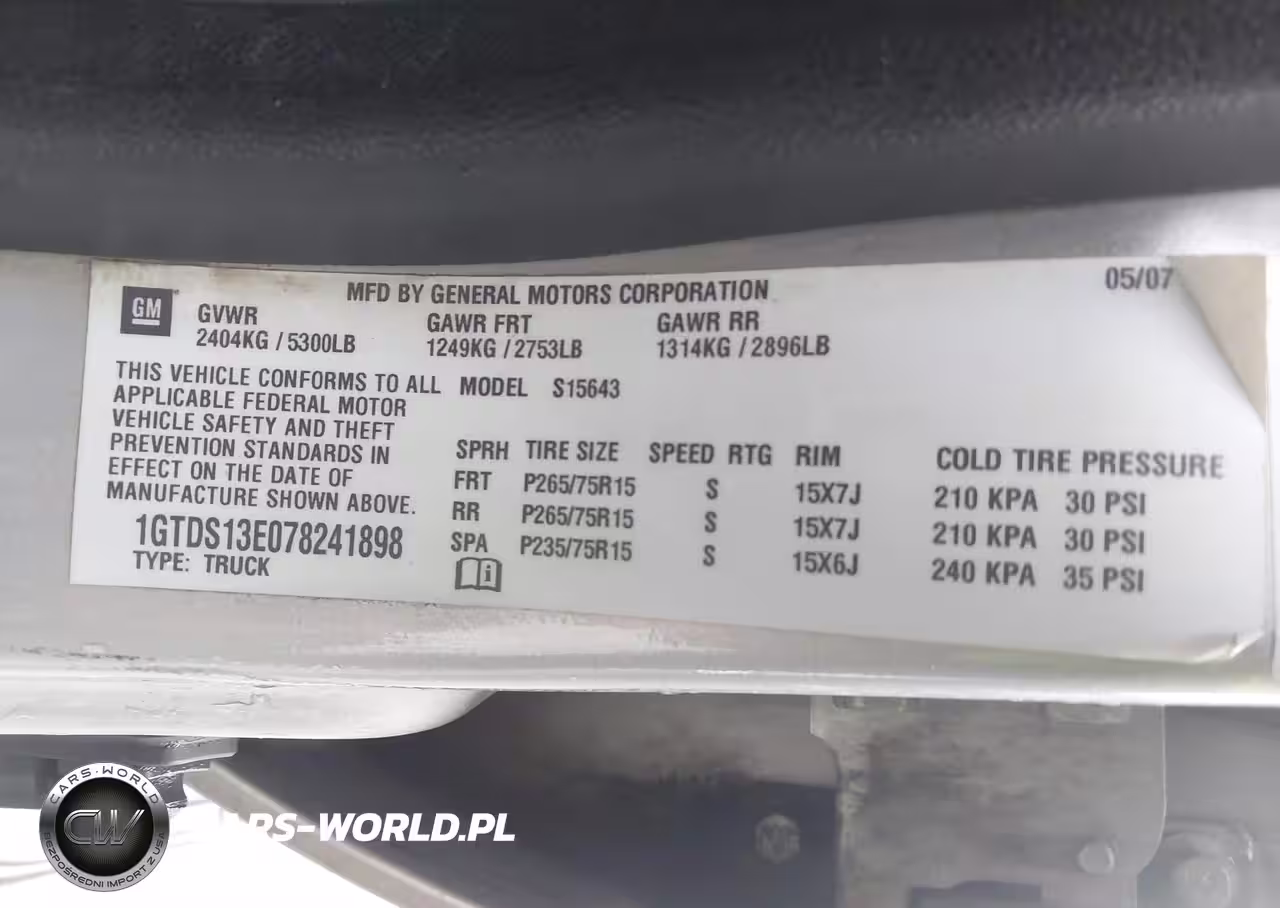 MFD BY GENERAL MOTORS CORPORATION 05/07
GM
GVWR GAWR FRT GAWR RR
2404KG / 5300LB 1249KG / 2753LB 1314KG / 2896LB
THIS VEHICLE CONFORMS TO ALL
APPLICABLE FEDERAL MOTOR
VEHICLE SAFETY AND THEFT
PREVENTION STANDARDS IN
EFFECT ON THE DATE OF
MANUFACTURE SHOWN ABOVE.
1GTDS13E078241898
TYPE: TRUCK
MODEL S15643
SPRH TIRE SIZE SPEED RTG RIM COLD TIRE PRESSURE
FRT P265/75R15 S 15X7J 210 KPA 30 PSI
RR P265/75R15 S 15X7J 210 KPA 30 PSI
SPA P235/75R15 S 15X6J 240 KPA 35 PSI
CARS-WORLD
CW
BEZPOŚREDNI IMPORT Z USA
CARS-WORLD.PL